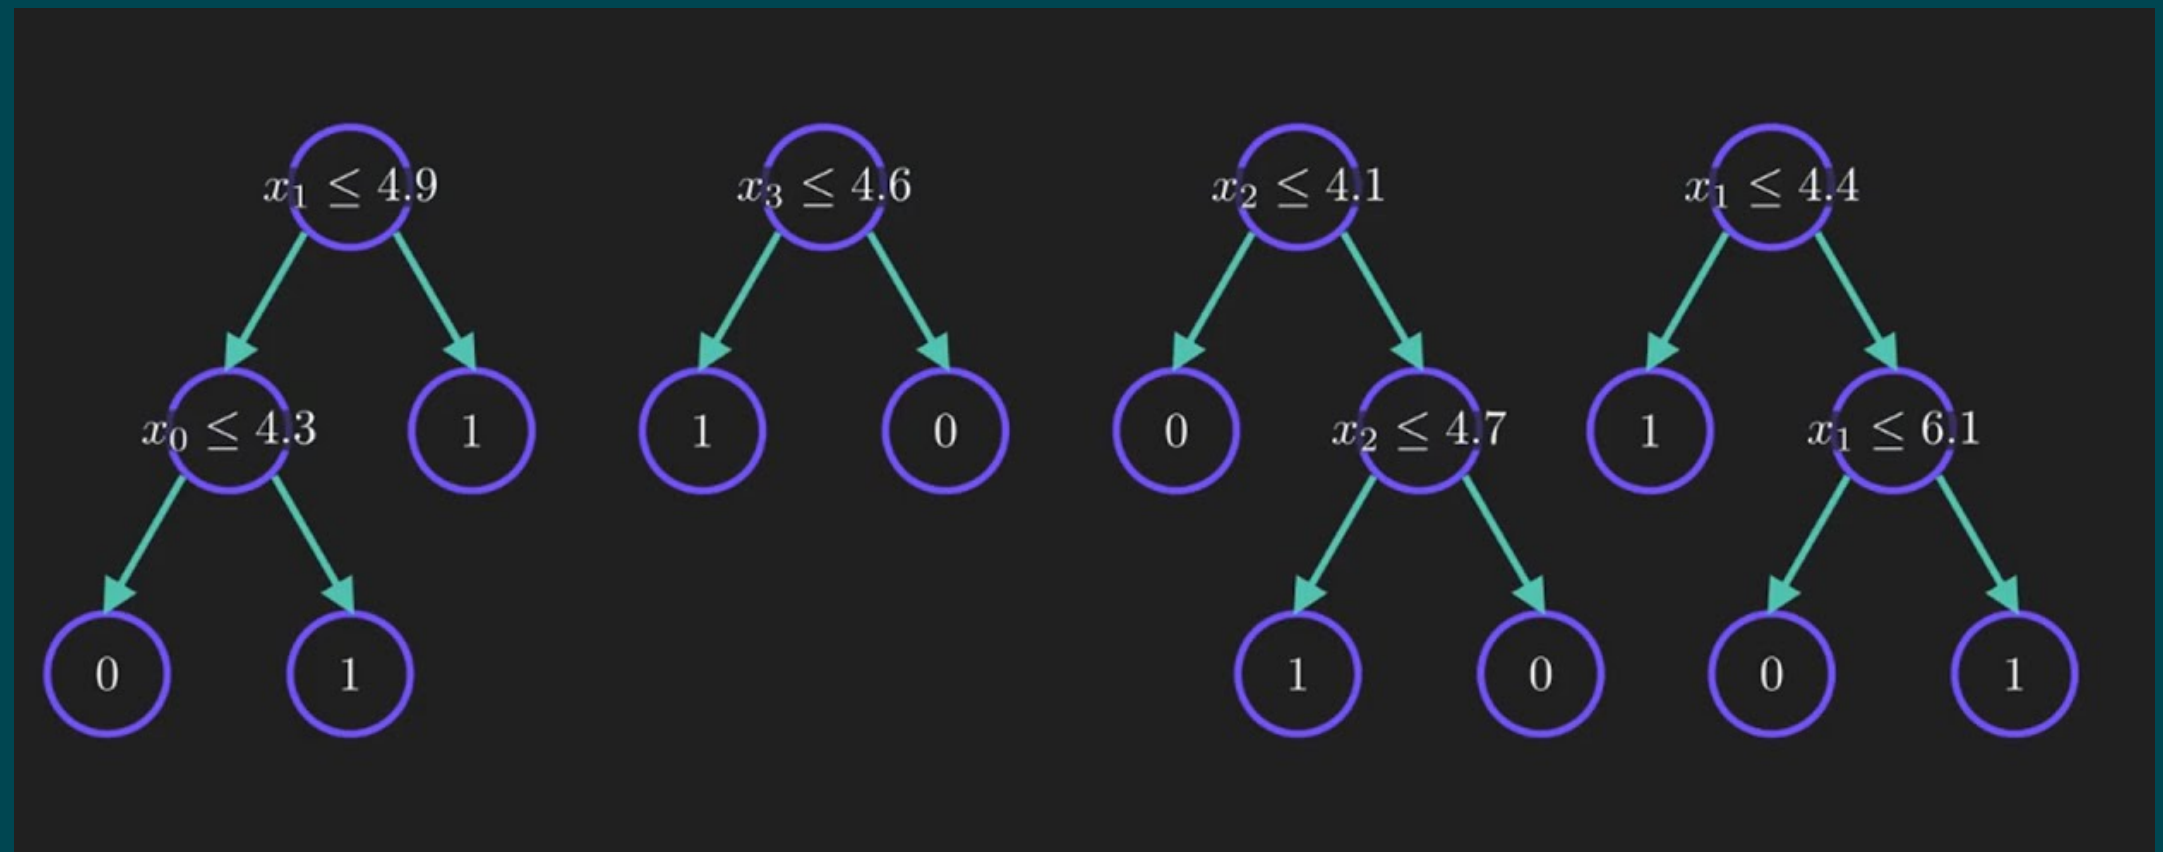 x₁ ≤ 4.9
x₃ ≤ 4.6
x₂ ≤ 4.1
x₁ ≤ 4.4
x₀ ≤ 4.3
1
1
0
0
x₂ ≤ 4.7
1
x₁ ≤ 6.1
0
1
1
0
0
1